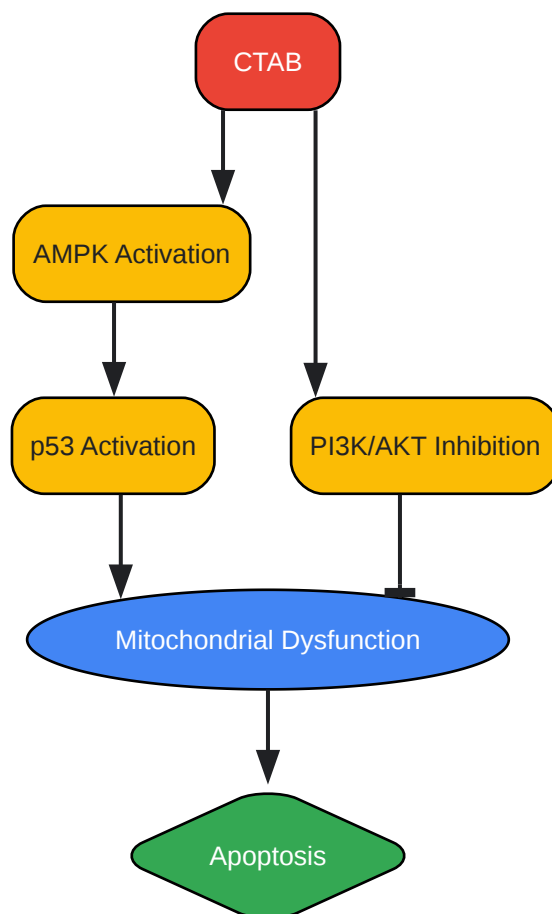 CTAB
AMPK Activation
p53 Activation
PI3K/AKT Inhibition
Mitochondrial Dysfunction
Apoptosis